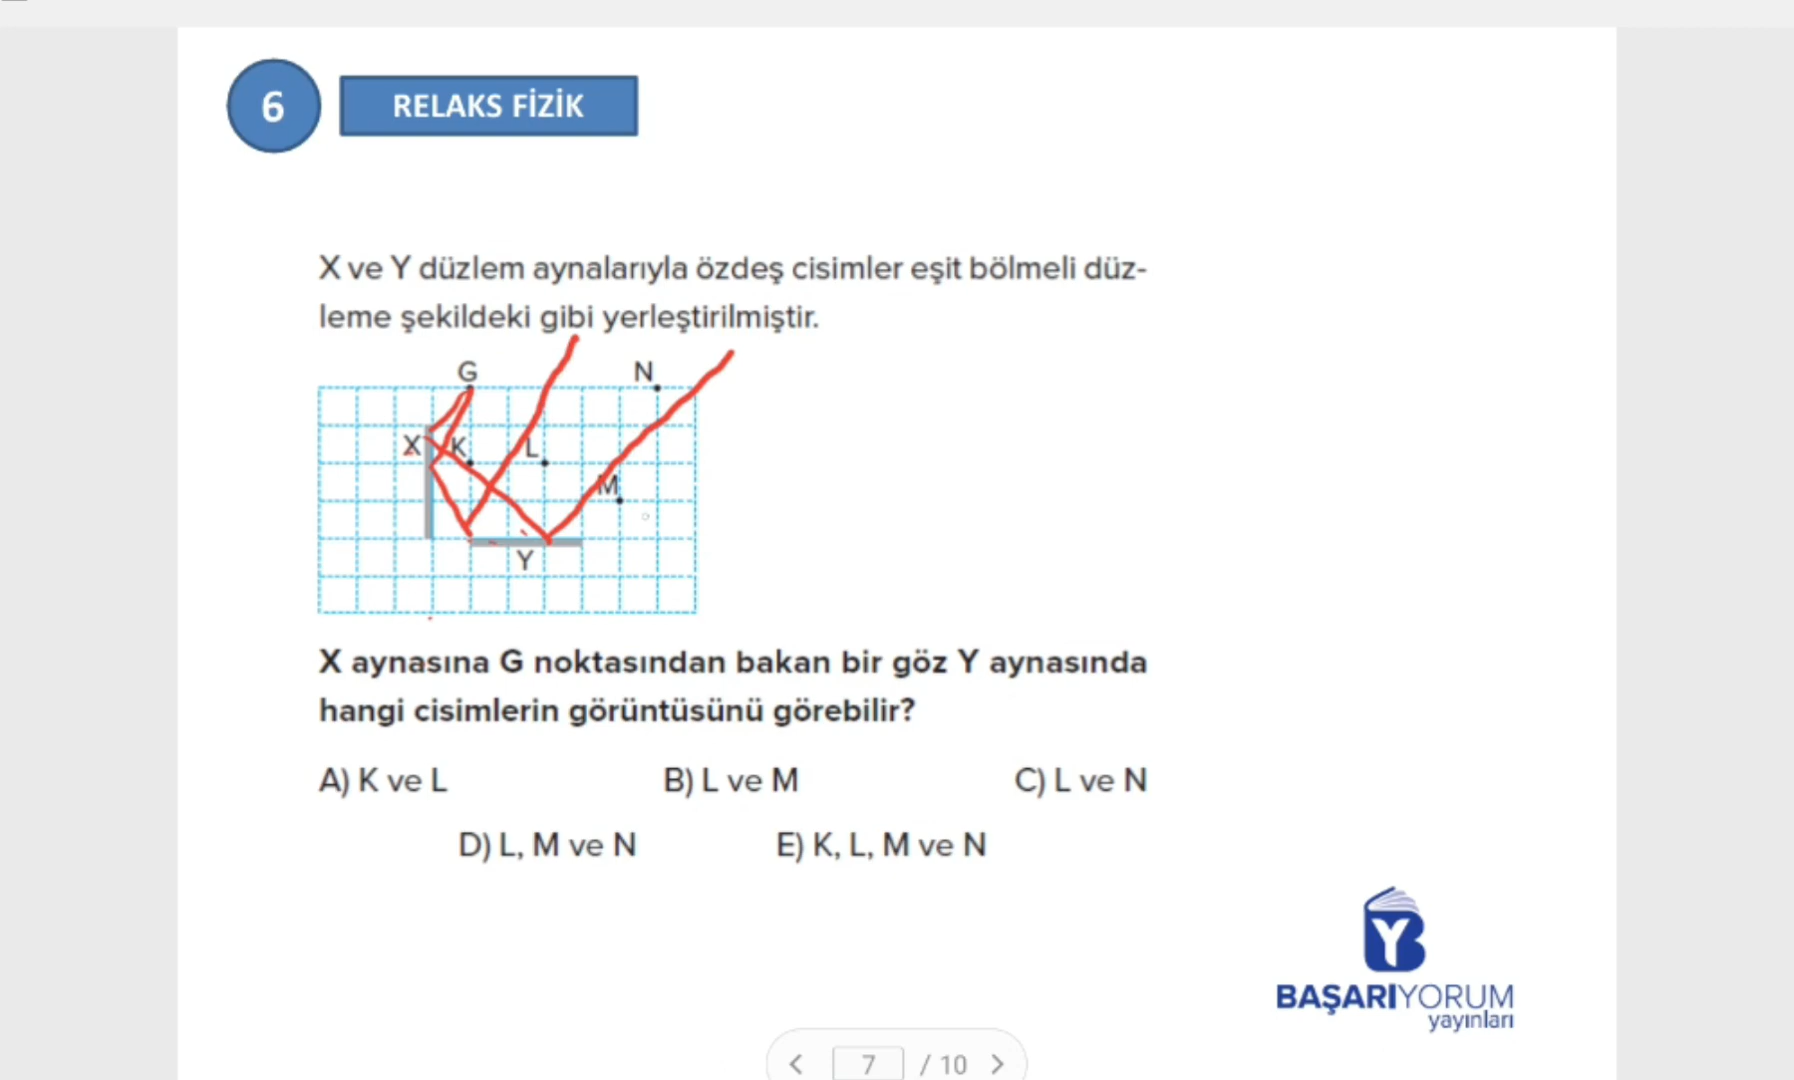 6
RELAKS FİZİK
X ve Y düzlem aynalarıyla özdeş cisimler eşit bölmeli düz-
leme şekildeki gibi yerleştirilmiştir.
G
N
X
K
L
M
Y
X aynasına G noktasından bakan bir göz Y aynasında
hangi cisimlerin görüntüsünü görebilir?
A) K ve L
B) L ve M
C) L ve N
D) L, M ve N
E) K, L, M ve N
BY
BAŞARIYORUM
yayınları
7 / 10